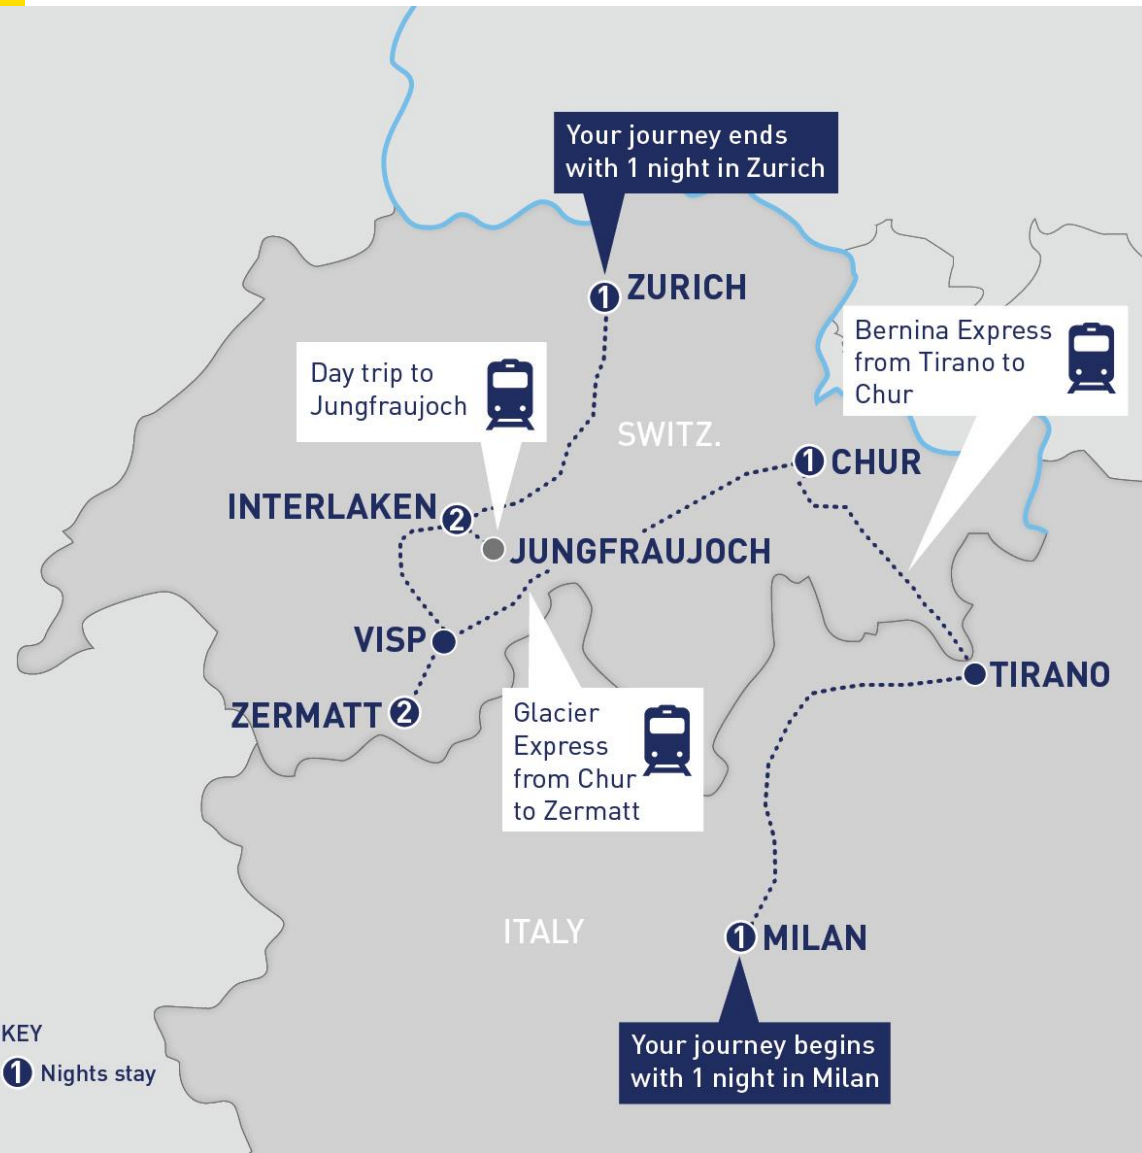 Your journey ends
with 1 night in Zurich
1 ZURICH
Bernina Express
from Tirano to
Chur
Day trip to
Jungfraujoch
SWITZ.
1 CHUR
INTERLAKEN 2
JUNGFRAUJOCH
VISP
TIRANO
ZERMATT 2
Glacier
Express
from Chur
to Zermatt
ITALY
1 MILAN
Your journey begins
with 1 night in Milan
KEY
1 Nights stay